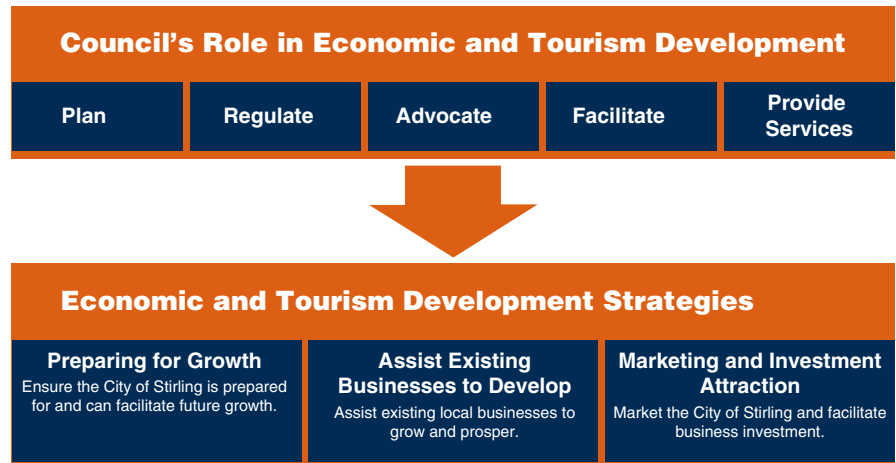 Council's Role in Economic and Tourism Development
Plan
Regulate
Advocate
Facilitate
Provide
Services
Economic and Tourism Development Strategies
Preparing for Growth
Ensure the City of Stirling is prepared
for and can facilitate future growth.
Assist Existing
Businesses to Develop
Assist existing local businesses to
grow and prosper.
Marketing and Investment
Attraction
Market the City of Stirling and facilitate
business investment.